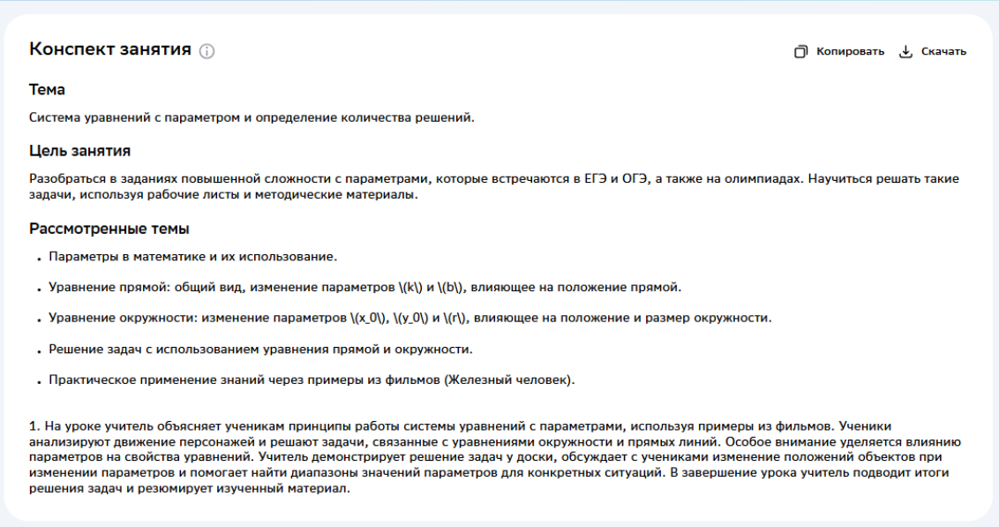 Конспект занятия
Копировать
Скачать
Тема
Система уравнений с параметром и определение количества решений.
Цель занятия
Разобраться в заданиях повышенной сложности с параметрами, которые встречаются в ЕГЭ и ОГЭ, а также на олимпиадах. Научиться решать такие
задачи, используя рабочие листы и методические материалы.
Рассмотренные темы
• Параметры в математике и их использование.
• Уравнение прямой: общий вид, изменение параметров \(k\) и \(b\), влияющее на положение прямой.
• Уравнение окружности: изменение параметров \(x_0\), \(y_0\) и \(r\), влияющее на положение и размер окружности.
• Решение задач с использованием уравнения прямой и окружности.
• Практическое применение знаний через примеры из фильмов (Железный человек).
1. На уроке учитель объясняет ученикам принципы работы системы уравнений с параметрами, используя примеры из фильмов. Ученики
анализируют движение персонажей и решают задачи, связанные с уравнениями окружности и прямых линий. Особое внимание уделяется влиянию
параметров на свойства уравнений. Учитель демонстрирует решение задач у доски, обсуждает с учениками изменение положений объектов при
изменении параметров и помогает найти диапазоны значений параметров для конкретных ситуаций. В завершение урока учитель подводит итоги
решения задач и резюмирует изученный материал.